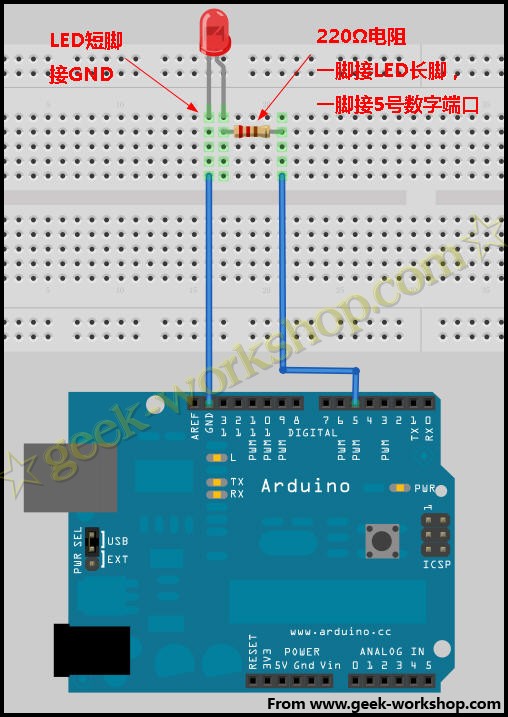 LED短脚
接GND
220Ω电阻
一脚接LED长脚，
一脚接5号数字端口
☆geek-workshop.com☆
AREF
GND
13
12
PWM 11
PWM 10
PWM 9
8
7
PWM 6
PWM 5
4
PWM 3
2
TX 1
RX 0
DIGITAL
L
TX
RX
Arduino
PWR
1
ICSP
PWR SEL
USB
EXT
www.arduino.cc
RESET
3V3
POWER
5V Gnd Vin
ANALOG IN
0 1 2 3 4 5
From www.geek-workshop.com